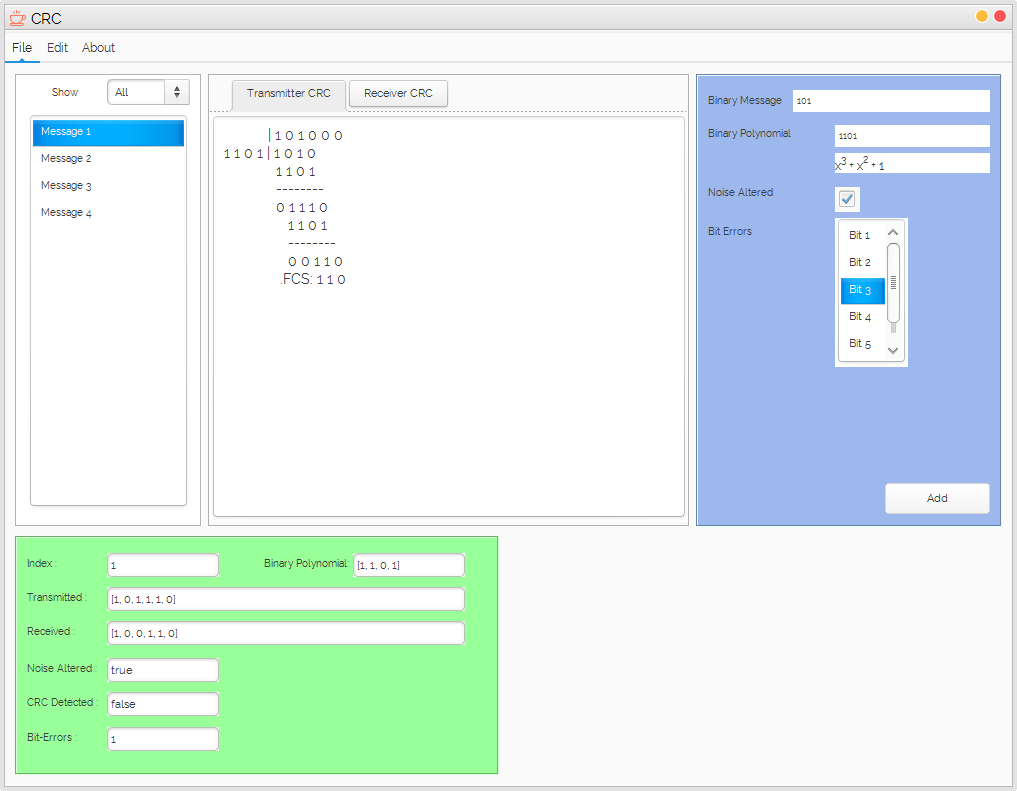 CRC
File Edit About
Show All
Message 1
Message 2
Message 3
Message 4
Transmitter CRC Receiver CRC
|1 0 1 0 0 0
1 1 0 1|1 0 1 0
1 1 0 1
--------
0 1 1 1 0
1 1 0 1
--------
0 0 1 1 0
.FCS: 1 1 0
Binary Message 101
Binary Polynomial 1101
x³ + x² + 1
Noise Altered
Bit Errors
Bit 1
Bit 2
Bit 3
Bit 4
Bit 5
Add
Index : 1 Binary Polynomial: [1, 1, 0, 1]
Transmitted : [1, 0, 1, 1, 1, 0]
Received : [1, 0, 0, 1, 1, 0]
Noise Altered : true
CRC Detected : false
Bit-Errors : 1